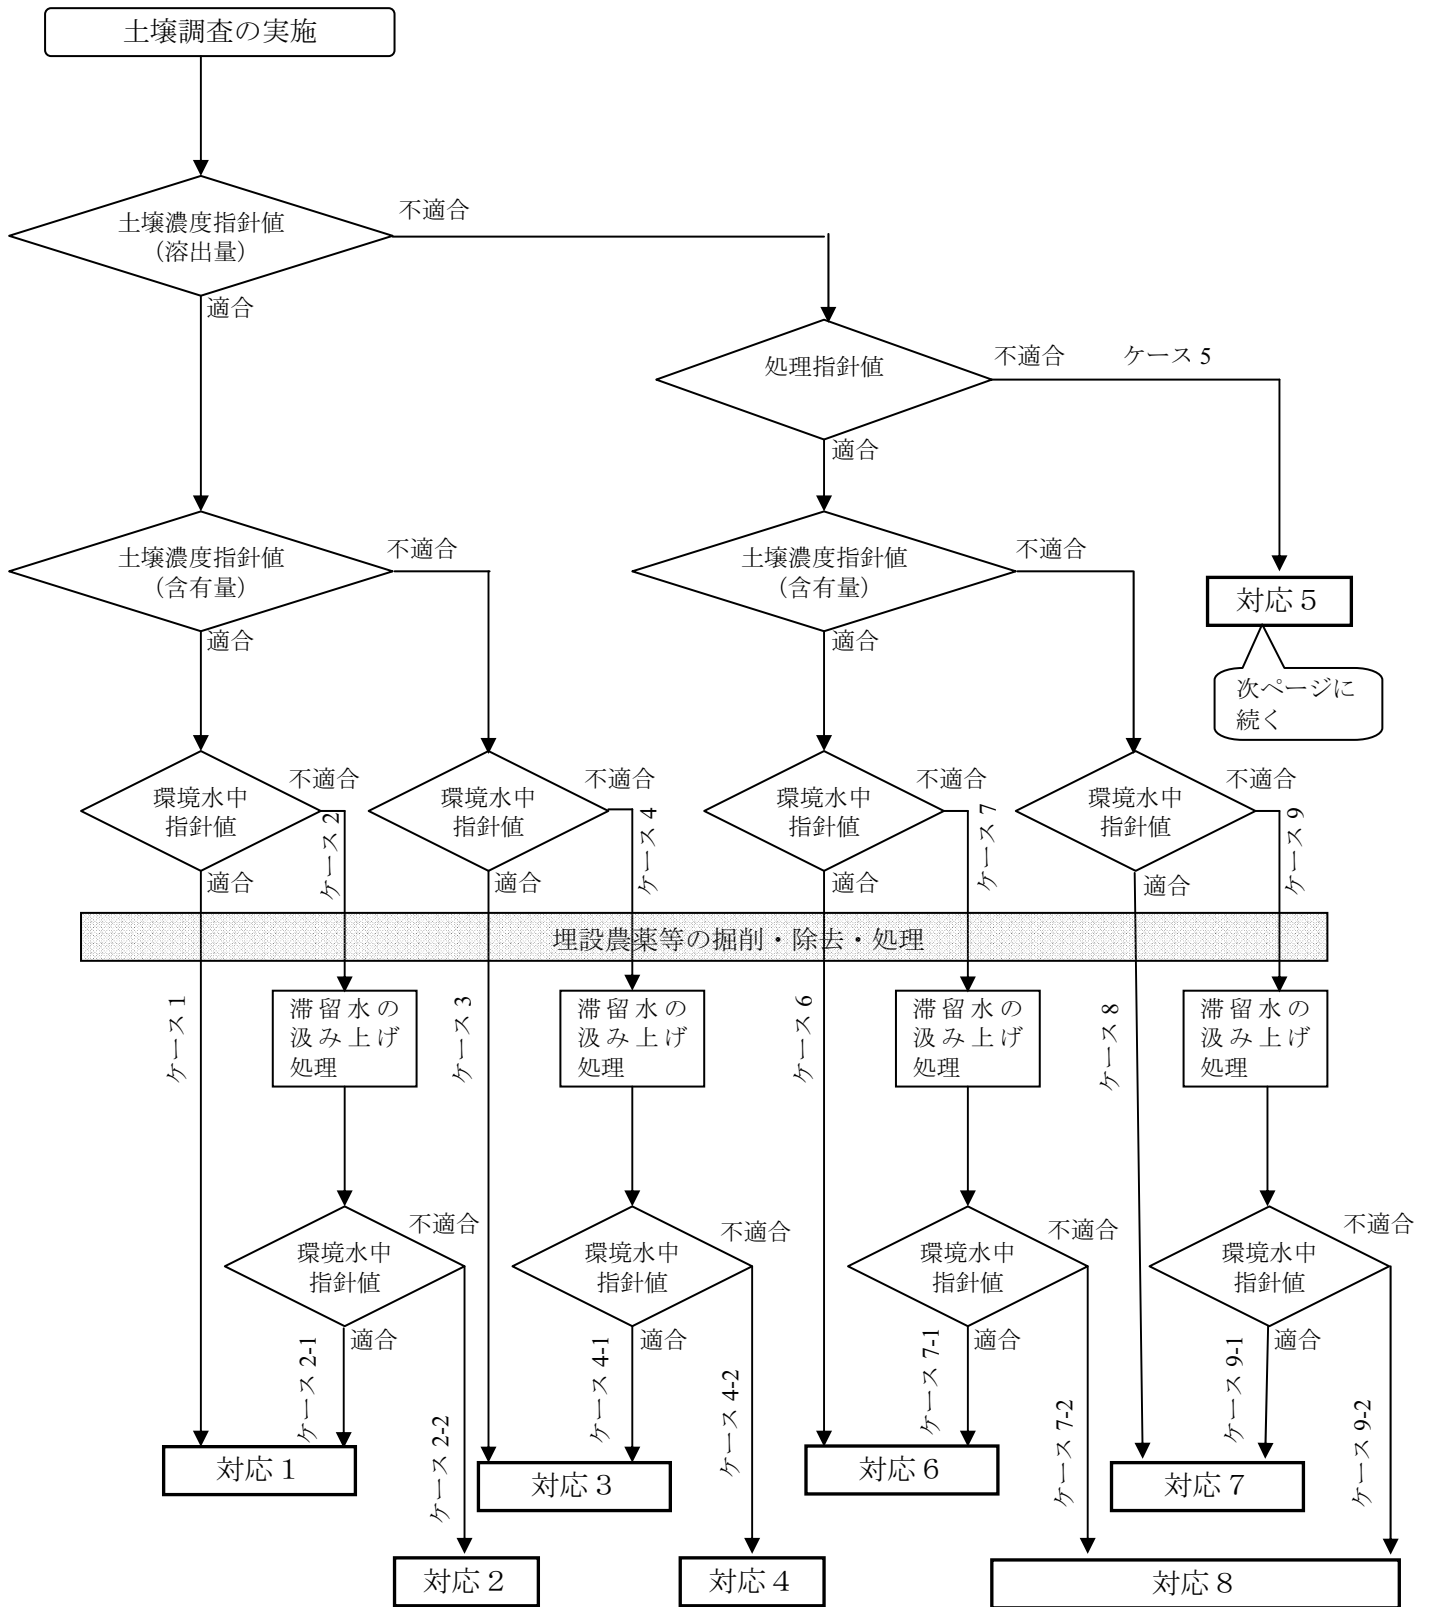 土壌調査の実施
不適合
土壌濃度指針値
（溶出量）
適合
処理指針値
不適合
ケース 5
適合
土壌濃度指針値
（含有量）
不適合
適合
土壌濃度指針値
（含有量）
不適合
適合
対応５
次ページに
続く
環境水中
指針値
不適合
適合
ケース 2
環境水中
指針値
不適合
適合
ケース 4
環境水中
指針値
不適合
適合
ケース 7
環境水中
指針値
不適合
適合
ケース 9
埋設農薬等の掘削・除去・処理
ケース 1
滞留水の
汲み上げ
処理
ケース 3
滞留水の
汲み上げ
処理
ケース 6
滞留水の
汲み上げ
処理
ケース 8
滞留水の
汲み上げ
処理
環境水中
指針値
不適合
適合
ケース 2-1
ケース 2-2
環境水中
指針値
不適合
適合
ケース 4-1
ケース 4-2
環境水中
指針値
不適合
適合
ケース 7-1
ケース 7-2
環境水中
指針値
不適合
適合
ケース 9-1
ケース 9-2
対応１
対応３
対応６
対応７
対応２
対応４
対応８